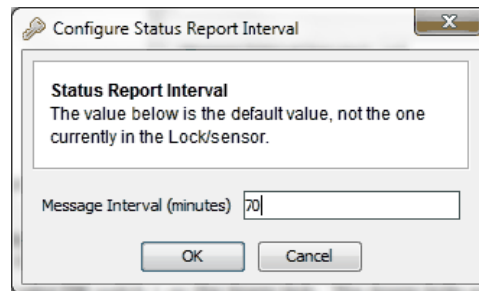 Configure Status Report Interval
Status Report Interval
The value below is the default value, not the one
currently in the Lock/sensor.
Message Interval (minutes) 70
OK Cancel